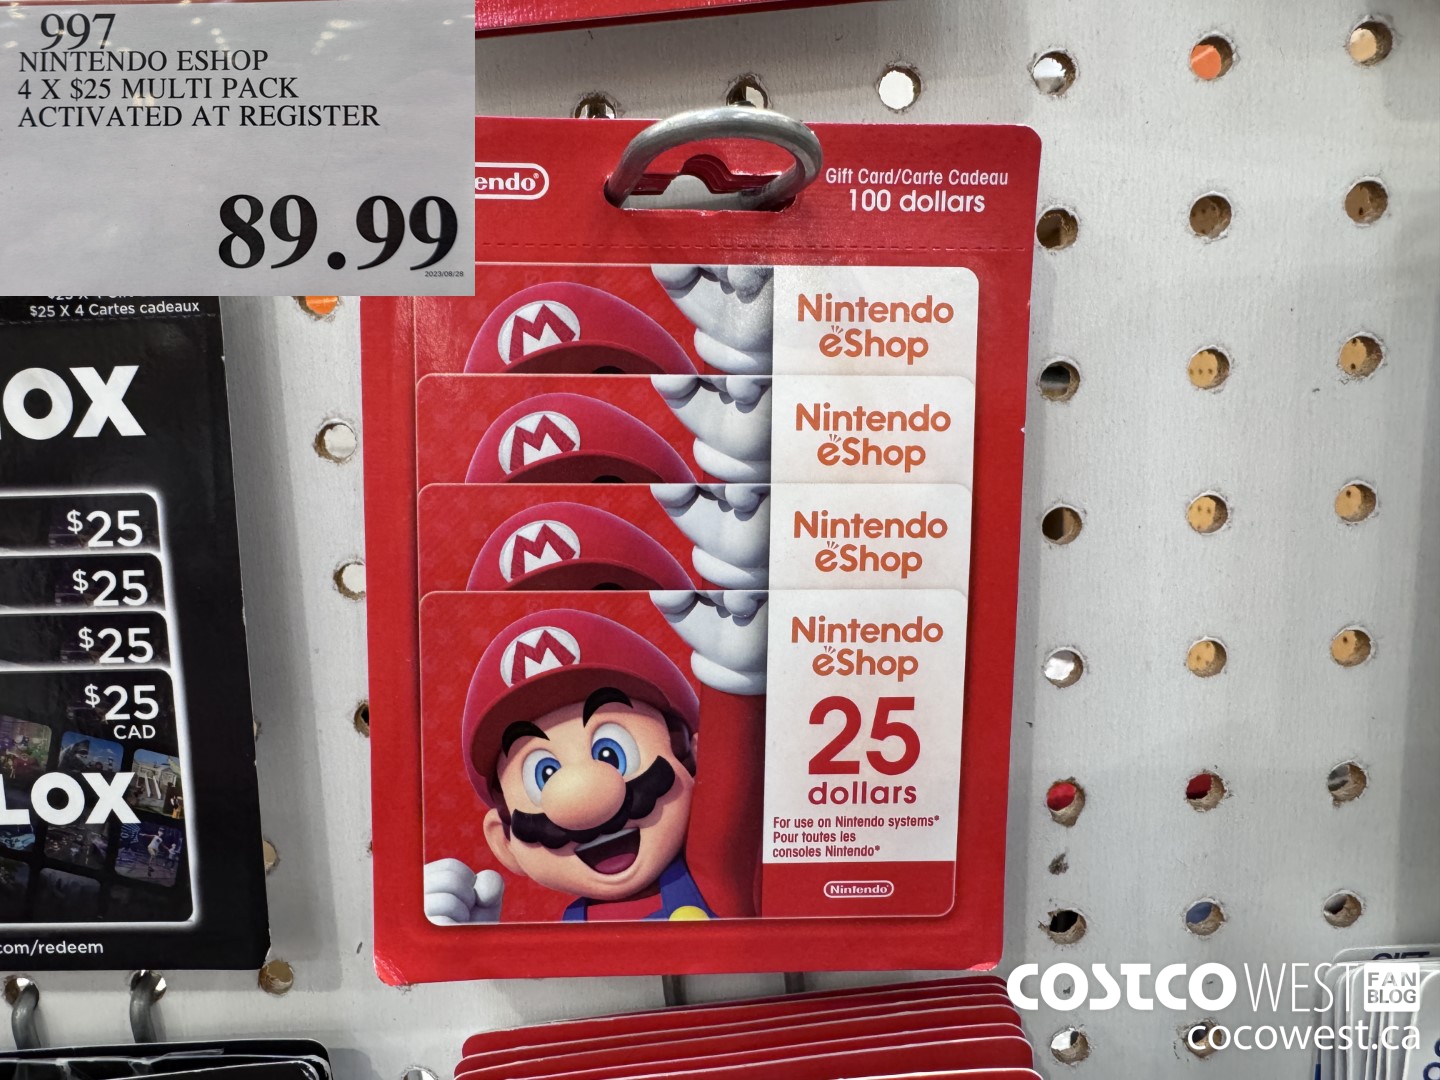 997
NINTENDO ESHOP
4 X $25 MULTI PACK
ACTIVATED AT REGISTER
89.99
2023/08/28
$25 X 4 Cartes cadeaux
OX
$25
$25
$25
$25
CAD
LOX
com/redeem
endo®
Gift Card/Carte Cadeau
100 dollars
Nintendo
eShop
Nintendo
eShop
Nintendo
eShop
Nintendo
eShop
25
dollars
For use on Nintendo systems*
Pour toutes les
consoles Nintendo*
Nintendo
COSTCO WEST
FAN
BLOG
cocowest.ca